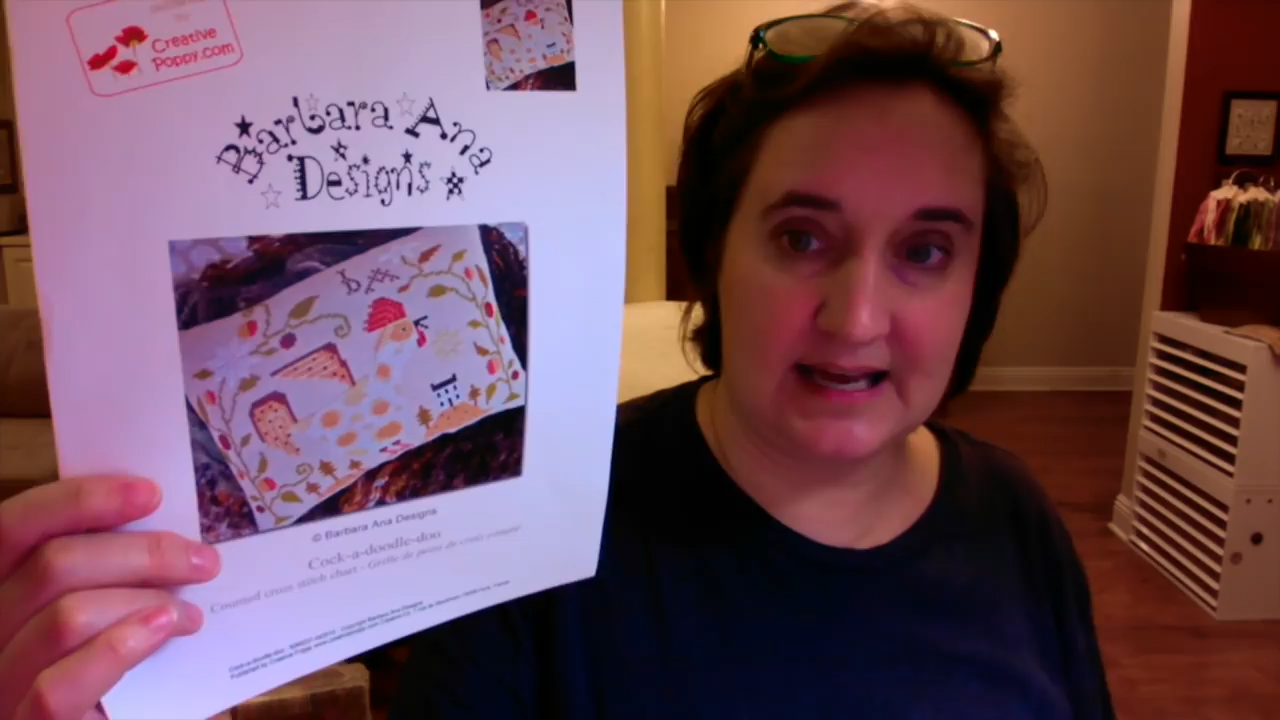 Creative
Poppy.com
Barbara Ana
Designs
© Barbara Ana Designs
Cock-a-doodle-doo
Counted cross stitch chart - Grille de point de croix compté